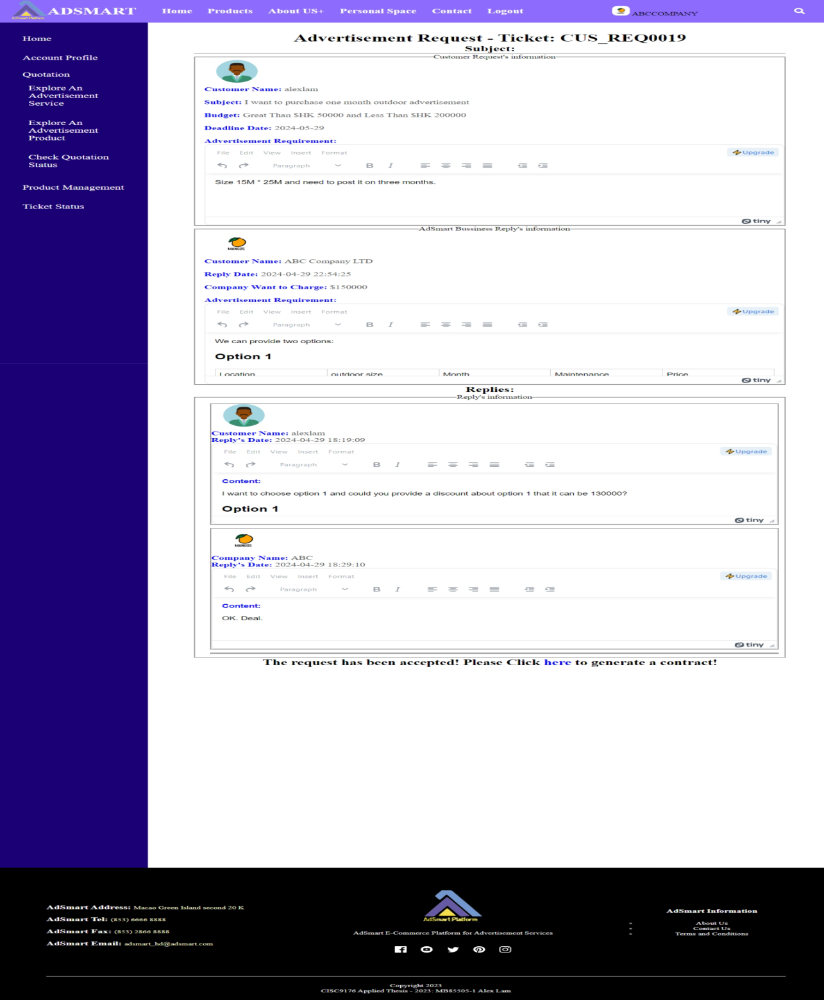 AdSmart Platform
ADSMART
Home Products About US+ Personal Space Contact Logout ABCCOMPANY
Home
Account Profile
Quotation
Explore An
Advertisement
Service
Explore An
Advertisement
Product
Check Quotation
Status
Product Management
Ticket Status
Advertisement Request - Ticket: CUS_REQ0019
Subject:
Customer Request's information
Customer Name: alexlam
Subject: I want to purchase one month outdoor advertisement
Budget: Great Than $HK 50000 and Less Than $HK 200000
Deadline Date: 2024-05-29
Advertisement Requirement:
File Edit View Insert Format Upgrade
Paragraph B I
Size 15M * 25M and need to post it on three months.
tiny
AdSmart Bussiness Reply's information
MANGOS
Customer Name: ABC Company LTD
Reply Date: 2024-04-29 22:54:25
Company Want to Charge: $150000
Advertisement Requirement:
File Edit View Insert Format Upgrade
Paragraph B I
We can provide two options:
Option 1
Location outdoor size Month Maintenance Price
tiny
Replies:
Reply's information
Customer Name: alexlam
Reply's Date: 2024-04-29 18:19:09
File Edit View Insert Format Upgrade
Paragraph B I
Content:
I want to choose option 1 and could you provide a discount about option 1 that it can be 130000?
Option 1
tiny
MANGOS
Company Name: ABC
Reply's Date: 2024-04-29 18:29:10
File Edit View Insert Format Upgrade
Paragraph B I
Content:
OK. Deal.
tiny
The request has been accepted! Please Click here to generate a contract!
AdSmart Address: Macao Green Island second 20 K
AdSmart Tel: (853) 6666 8888
AdSmart Fax: (853) 2866 8888
AdSmart Email: adsmart_hd@adsmart.com
AdSmart Platform
AdSmart E-Commerce Platform for Advertisement Services
AdSmart Information
About Us
Contact Us
Terms and Conditions
Copyright 2023
CISC9176 Applied Thesis - 2023: MB85505-1 Alex Lam